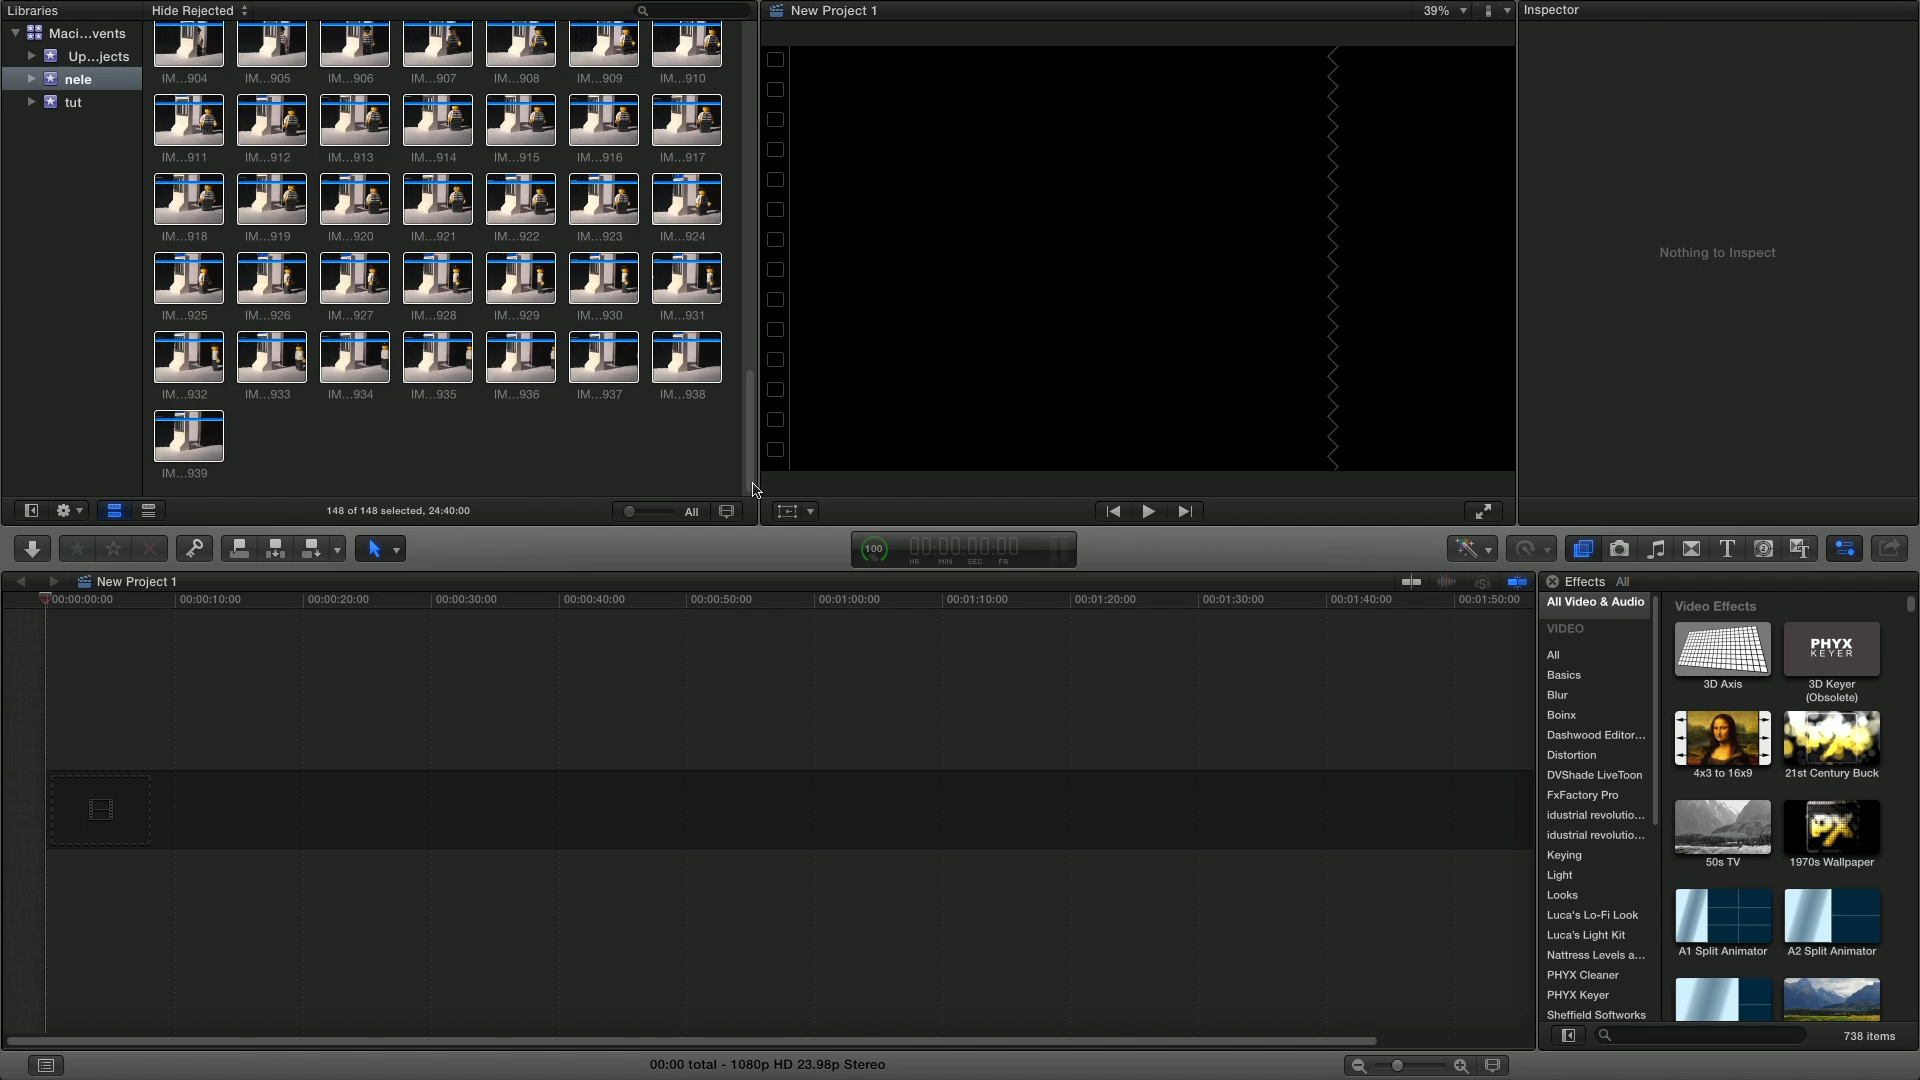 Libraries
Hide Rejected
New Project 1
39%
Inspector
Maci...vents
Up...jects
nele
tut
IM...904 IM...905 IM...906 IM...907 IM...908 IM...909 IM...910
IM...911 IM...912 IM...913 IM...914 IM...915 IM...916 IM...917
IM...918 IM...919 IM...920 IM...921 IM...922 IM...923 IM...924
IM...925 IM...926 IM...927 IM...928 IM...929 IM...930 IM...931
IM...932 IM...933 IM...934 IM...935 IM...936 IM...937 IM...938
IM...939
Nothing to Inspect
148 of 148 selected, 24:40:00
All
100
%
00:00:00:00
HR MIN SEC FR
New Project 1
00:00:00:00 00:00:10:00 00:00:20:00 00:00:30:00 00:00:40:00 00:00:50:00 00:01:00:00 00:01:10:00 00:01:20:00 00:01:30:00 00:01:40:00 00:01:50:00
Effects All
All Video & Audio
VIDEO
All
Basics
Blur
Boinx
Dashwood Editor...
Distortion
DVShade LiveToon
FxFactory Pro
idustrial revolutio...
idustrial revolutio...
Keying
Light
Looks
Luca's Lo-Fi Look
Luca's Light Kit
Nattress Levels a...
PHYX Cleaner
PHYX Keyer
Sheffield Softworks
Video Effects
PHYX
KEYER
3D Axis
3D Keyer
(Obsolete)
4x3 to 16x9
21st Century Buck
50s TV
1970s Wallpaper
A1 Split Animator
A2 Split Animator
738 items
00:00 total - 1080p HD 23.98p Stereo